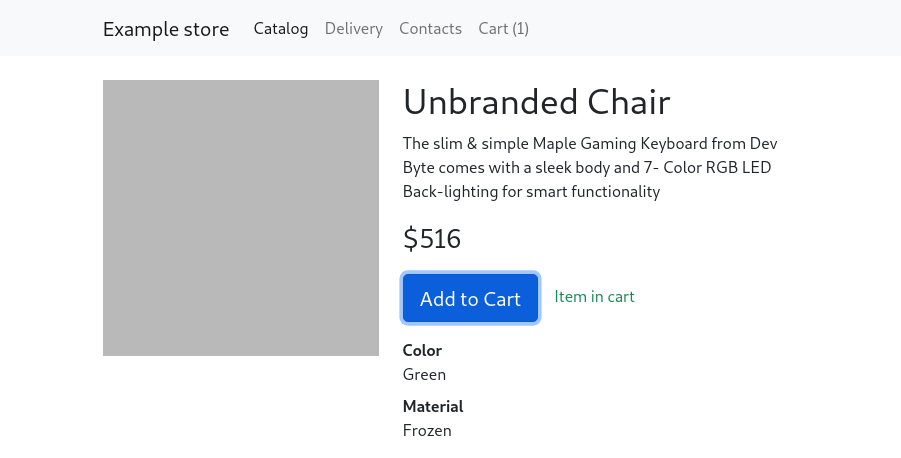 Example store Catalog Delivery Contacts Cart (1)
Unbranded Chair
The slim & simple Maple Gaming Keyboard from Dev
Byte comes with a sleek body and 7- Color RGB LED
Back-lighting for smart functionality
$516
Add to Cart Item in cart
Color
Green
Material
Frozen